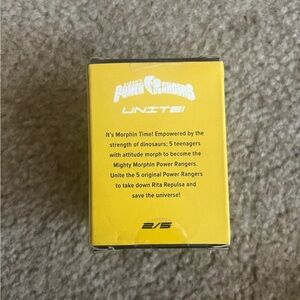 POWER RANGERS
UNITE!
It's Morphin Time! Empowered by the
strength of dinosaurs; 5 teenagers
with attitude morph to become the
Mighty Morphin Power Rangers.
Unite the 5 original Power Rangers
to take down Rita Repulsa and
save the universe!
2/5